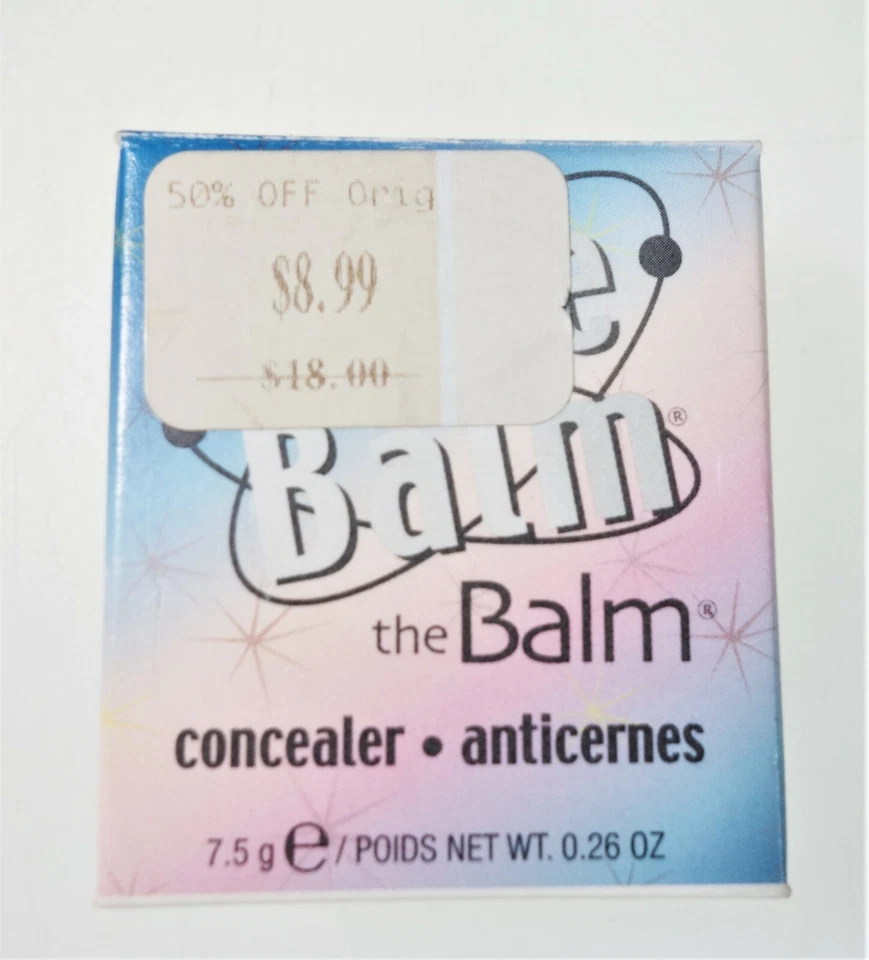 50% OFF Orig
$8.99
$18.00
e
Balm®
the Balm®
concealer • anticernes
7.5 g ℮ / POIDS NET WT. 0.26 OZ